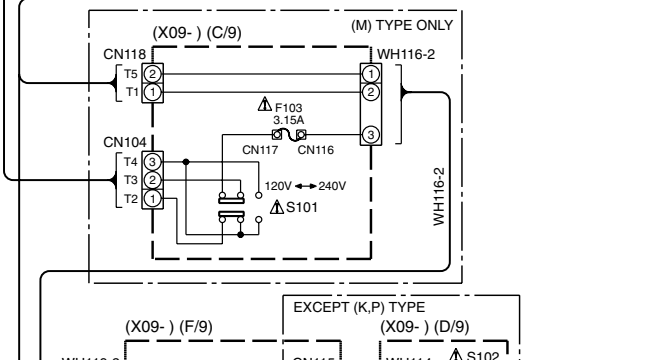 (M) TYPE ONLY
(X09- ) (C/9)
CN118
WH116-2
T5 2
1
T1 1
2
F103
3.15A
3
CN117 CN116
CN104
T4 3
T3 2
T2 1
120V 240V
S101
WH116-2
EXCEPT (K,P) TYPE
(X09- ) (F/9)
(X09- ) (D/9)
S102